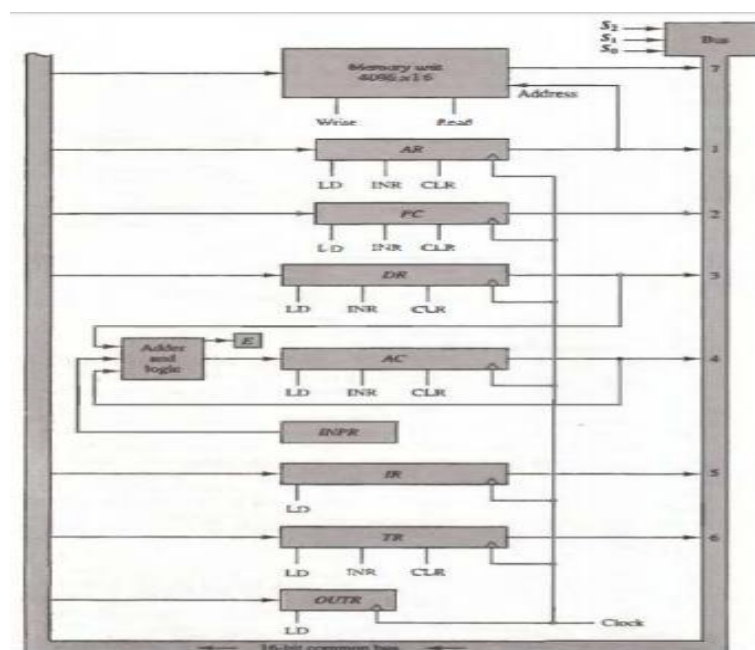 S2
S1
S0
Bus
Memory unit
4096 x 16
7
Address
Write Read
AR 1
LD INR CLR
PC 2
LD INR CLR
DR 3
LD INR CLR
Adder
and
logic
E
AC 4
LD INR CLR
INPR
IR 5
LD
TR 6
LD INR CLR
OUTR
LD
Clock
16-bit common bus